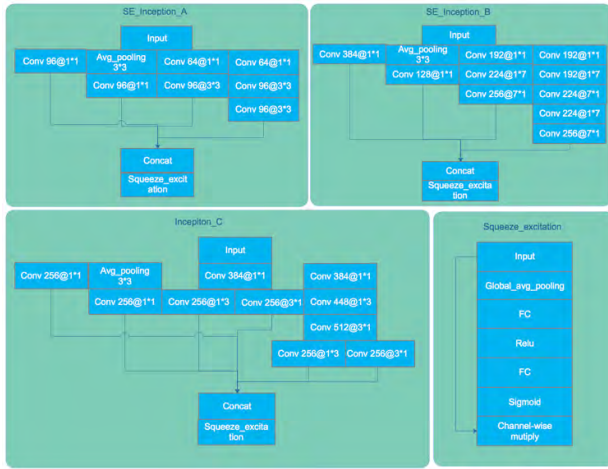 SE_Inception_A
Input
Conv 96@1*1
Avg_pooling
3*3
Conv 64@1*1
Conv 64@1*1
Conv 96@1*1
Conv 96@3*3
Conv 96@3*3
Conv 96@3*3
Concat
Squeeze_excit
ation
SE_Inception_B
Input
Conv 384@1*1
Avg_pooling
3*3
Conv 192@1*1
Conv 192@1*1
Conv 128@1*1
Conv 224@1*7
Conv 192@1*7
Conv 256@7*1
Conv 224@7*1
Conv 224@1*7
Conv 256@7*1
Concat
Squeeze_excita
tion
Inception_C
Input
Conv 256@1*1
Avg_pooling
3*3
Conv 384@1*1
Conv 384@1*1
Conv 256@1*1
Conv 256@1*3
Conv 256@3*1
Conv 448@1*3
Conv 512@3*1
Conv 256@1*3
Conv 256@3*1
Concat
Squeeze_excita
tion
Squeeze_excitation
Input
Global_avg_pooling
FC
Relu
FC
Sigmoid
Channel-wise
mutiply